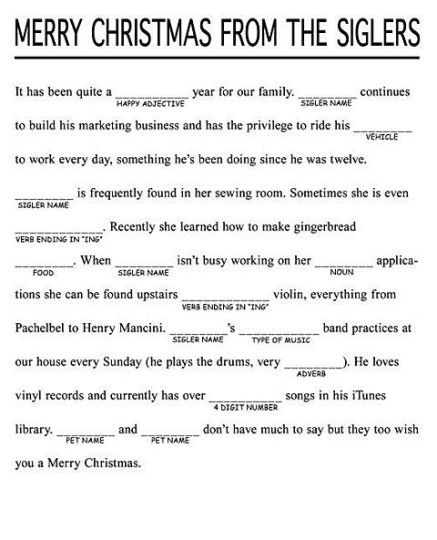 MERRY CHRISTMAS FROM THE SIGLERS
It has been quite a __________ year for our family. ________ continues
HAPPY ADJECTIVE SIGLER NAME
to build his marketing business and has the privilege to ride his ________
VEHICLE
to work every day, something he's been doing since he was twelve.
________ is frequently found in her sewing room. Sometimes she is even
SIGLER NAME
____________. Recently she learned how to make gingerbread
VERB ENDING IN "ING"
________. When ________ isn't busy working on her ________ applica-
FOOD SIGLER NAME NOUN
tions she can be found upstairs ____________ violin, everything from
VERB ENDING IN "ING"
Pachelbel to Henry Mancini. ________'s ___________ band practices at
SIGLER NAME TYPE OF MUSIC
our house every Sunday (he plays the drums, very ________). He loves
ADVERB
vinyl records and currently has over __________ songs in his iTunes
4 DIGIT NUMBER
library. ________ and ________ don't have much to say but they too wish
PET NAME PET NAME
you a Merry Christmas.